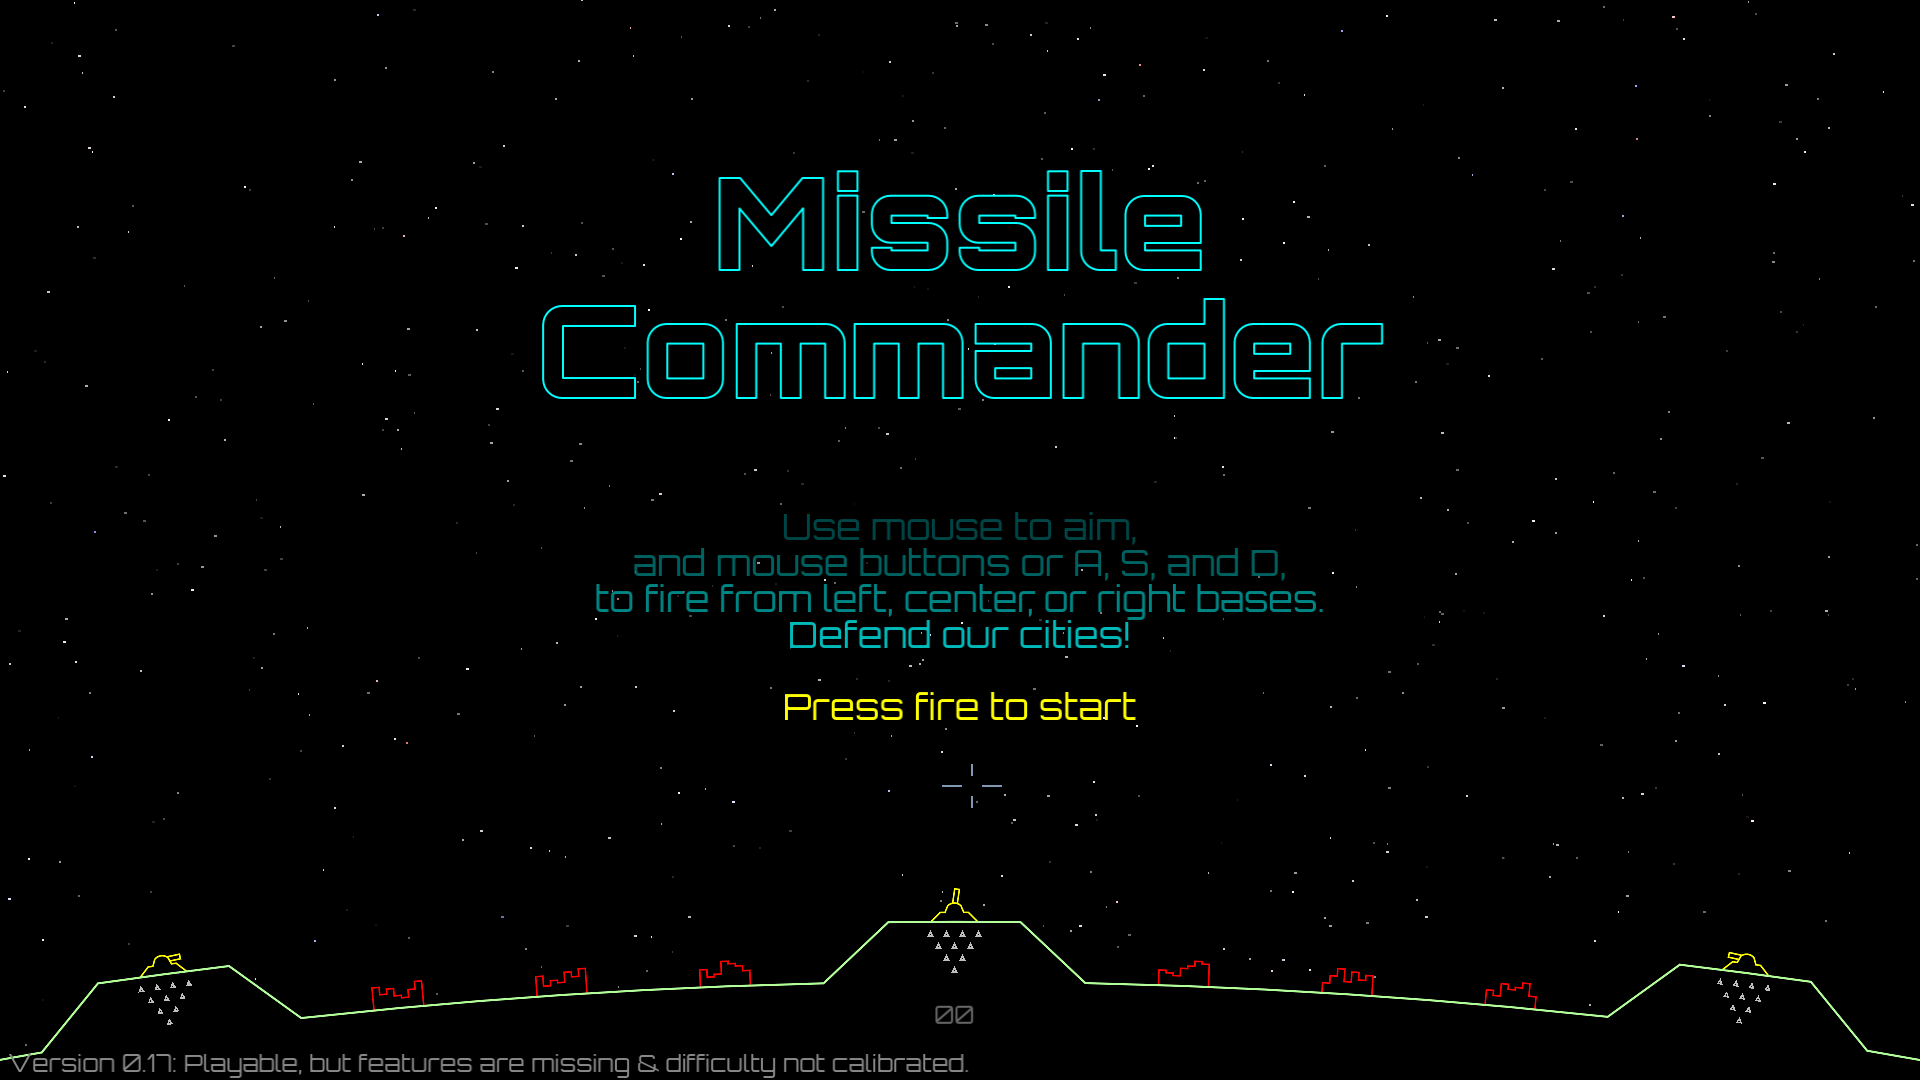 Missile
Commander
Use mouse to aim,
and mouse buttons or A, S, and D,
to fire from left, center, or right bases.
Defend our cities!
Press fire to start
00
Version 0.17: Playable, but features are missing & difficulty not calibrated.